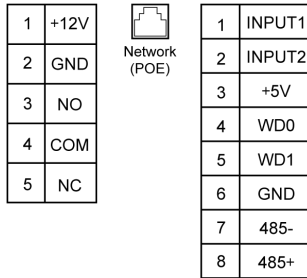 1 +12V
2 GND
3 NO
4 COM
5 NC
Network
(POE)
1 INPUT1
2 INPUT2
3 +5V
4 WD0
5 WD1
6 GND
7 485-
8 485+